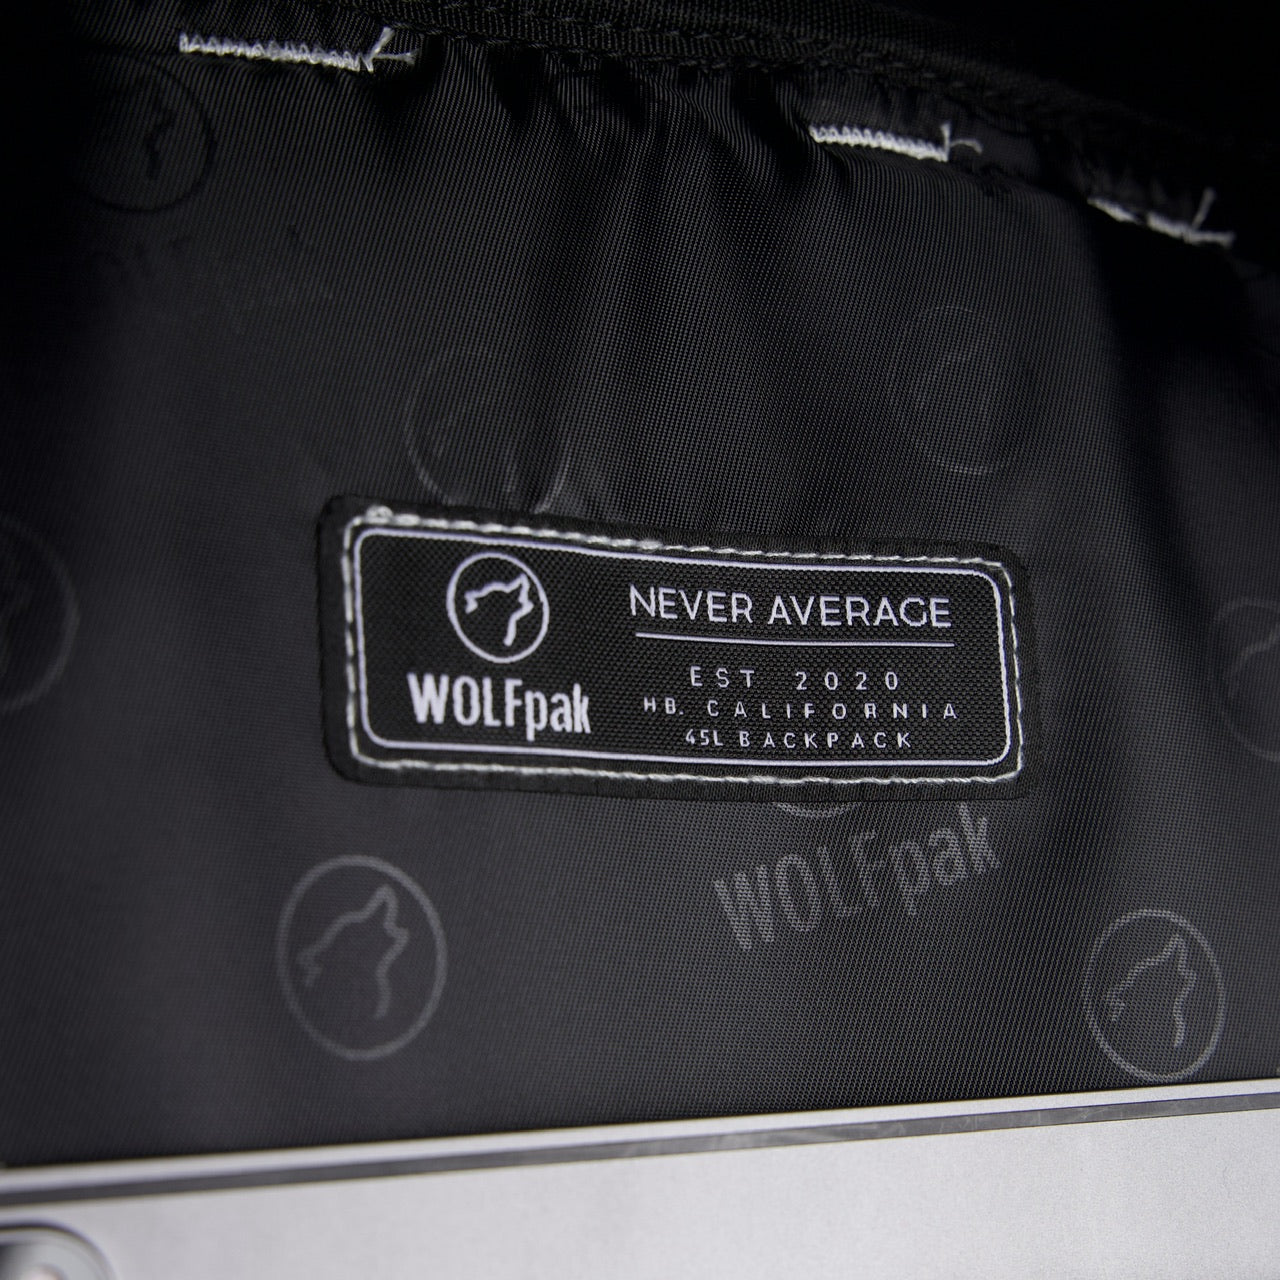 WOLFpak
NEVER AVERAGE
EST 2020
HB. CALIFORNIA
45L BACKPACK
WOLFpak